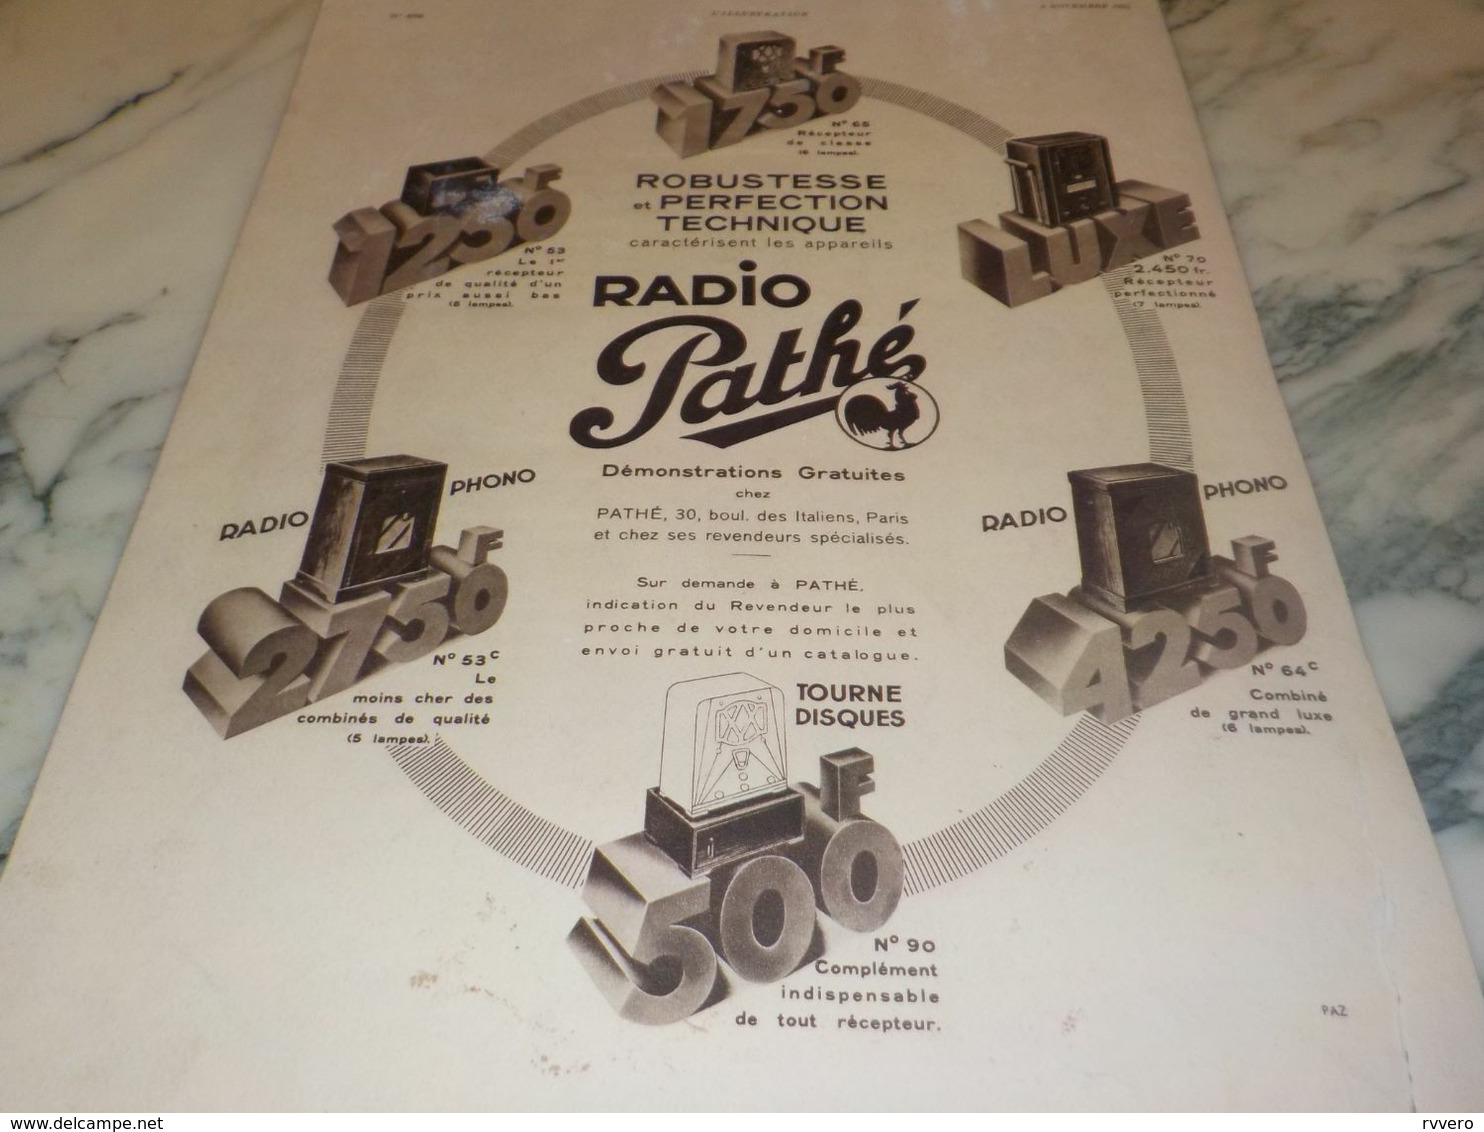 L'ILLUSTRATION
1750F
N° 65
Récepteur
de classe
(6 lampes).
1250F
N° 53
Le 1er
récepteur
de qualité d'un
prix aussi bas
(5 lampes).
ROBUSTESSE
et PERFECTION
TECHNIQUE
caractérisent les appareils
RADiO
Pathé
LUXE
N° 70
2.450 fr.
Récepteur
perfectionné
(7 lampes).
RADIO PHONO
2750F
N° 53C
Le
moins cher des
combinés de qualité
(5 lampes).
Démonstrations Gratuites
chez
PATHÉ, 30, boul. des Italiens, Paris
et chez ses revendeurs spécialisés.
Sur demande à PATHÉ,
indication du Revendeur le plus
proche de votre domicile et
envoi gratuit d'un catalogue.
RADIO PHONO
4250F
N° 64C
Combiné
de grand luxe
(6 lampes).
TOURNE
DISQUES
500F
N° 90
Complément
indispensable
de tout récepteur.
PAZ
rvvero